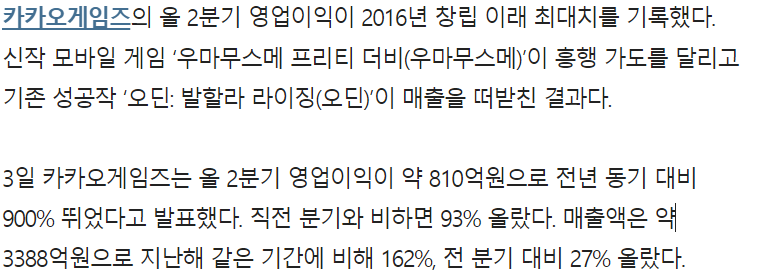 카카오게임즈의 올 2분기 영업이익이 2016년 창립 이래 최대치를 기록했다.
신작 모바일 게임 ‘우마무스메 프리티 더비(우마무스메)’이 흥행 가도를 달리고
기존 성공작 ‘오딘: 발할라 라이징(오딘)’이 매출을 떠받친 결과다.
3일 카카오게임즈는 올 2분기 영업이익이 약 810억원으로 전년 동기 대비
900% 뛰었다고 발표했다. 직전 분기와 비하면 93% 올랐다. 매출액은 약
3388억원으로 지난해 같은 기간에 비해 162%, 전 분기 대비 27% 올랐다.